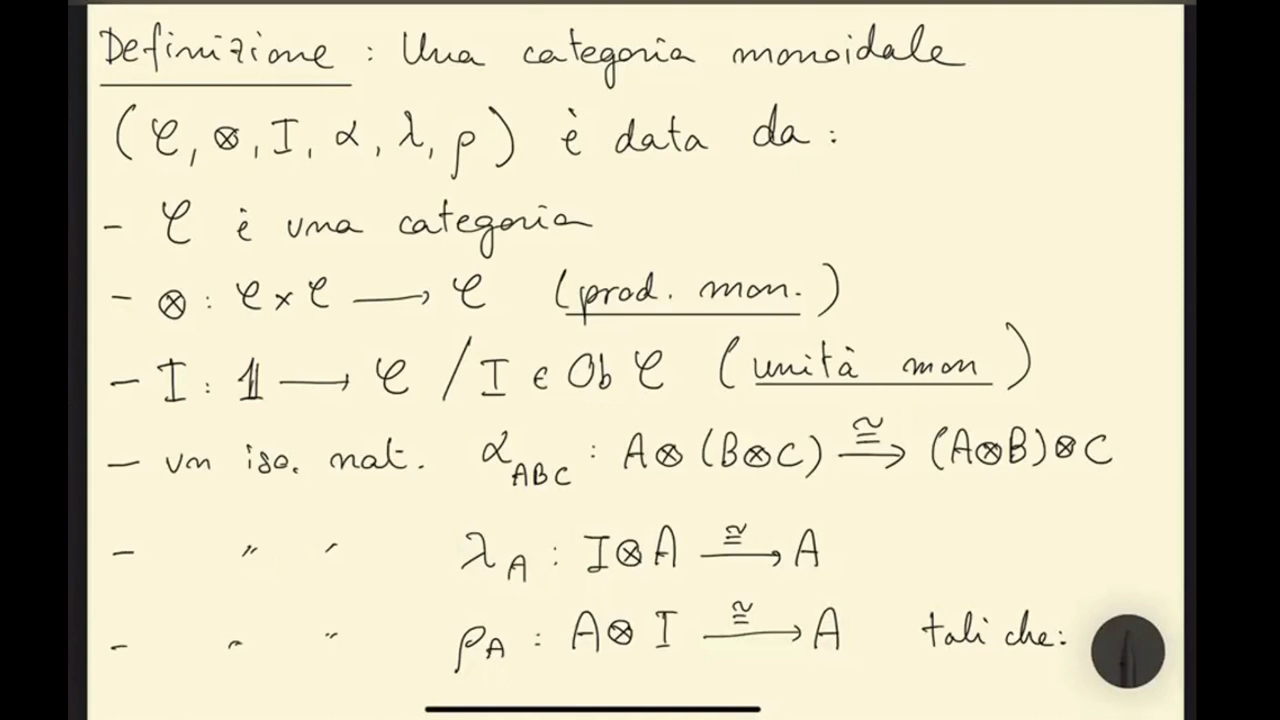 Definizione : Una categoria monoidale
(𝒞, ⊗, I, α, λ, ρ) è data da :
- 𝒞 è una categoria
- ⊗ : 𝒞 × 𝒞 ⟶ 𝒞 (prod. mon.)
- I : 𝟙 ⟶ 𝒞 / I ∈ Ob 𝒞 (unità mon)
- un iso. nat. α_ABC : A⊗(B⊗C) ≅⟶ (A⊗B)⊗C
- " " λ_A : I⊗A ≅⟶ A
- " " ρ_A : A⊗I ≅⟶ A tali che: